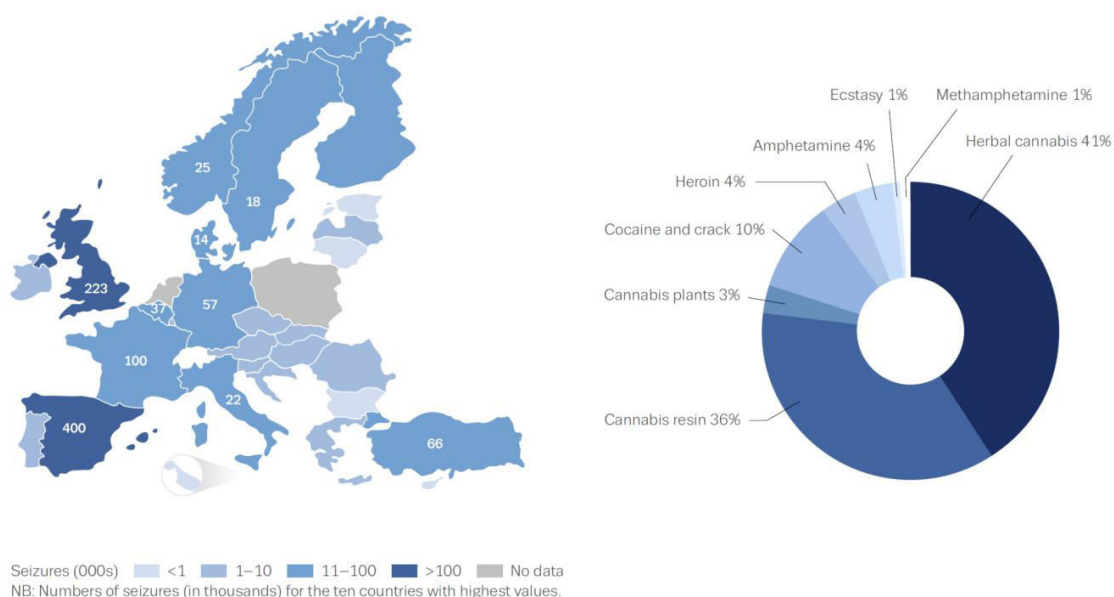 25
18
14
223
37
57
100
22
400
66
Seizures (000s) <1 1–10 11–100 >100 No data
NB: Numbers of seizures (in thousands) for the ten countries with highest values.
Ecstasy 1%
Methamphetamine 1%
Amphetamine 4%
Herbal cannabis 41%
Heroin 4%
Cocaine and crack 10%
Cannabis plants 3%
Cannabis resin 36%